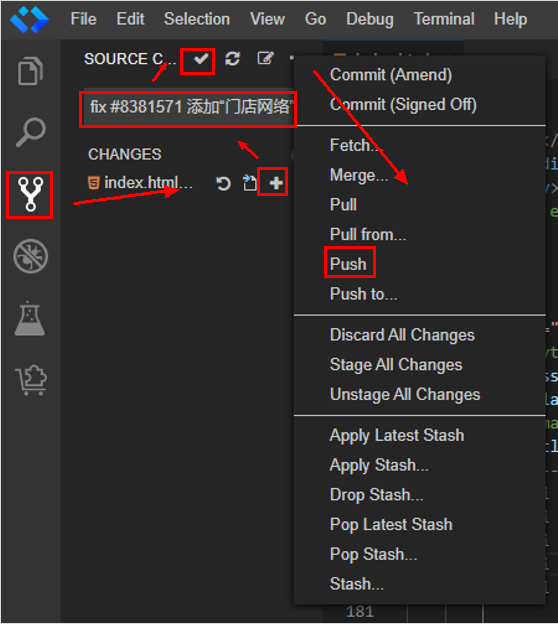 File Edit Selection View Go Debug Terminal Help
SOURCE C...
fix #8381571 添加“门店网络”
CHANGES
index.html...
Commit (Amend)
Commit (Signed Off)
Fetch...
Merge...
Pull
Pull from...
Push
Push to...
Discard All Changes
Stage All Changes
Unstage All Changes
Apply Latest Stash
Apply Stash...
Drop Stash...
Pop Latest Stash
Pop Stash...
Stash...
181